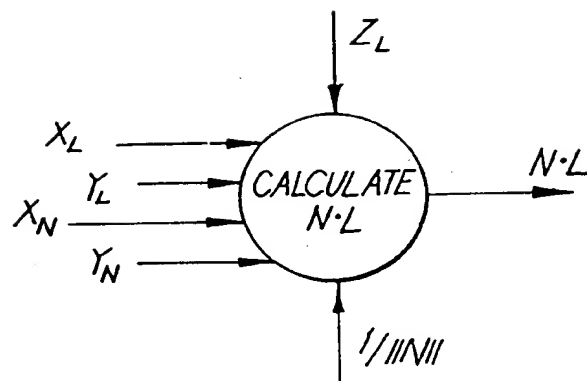 Z_L
X_L
Y_L
X_N
Y_N
CALCULATE
N·L
N·L
1/||N||